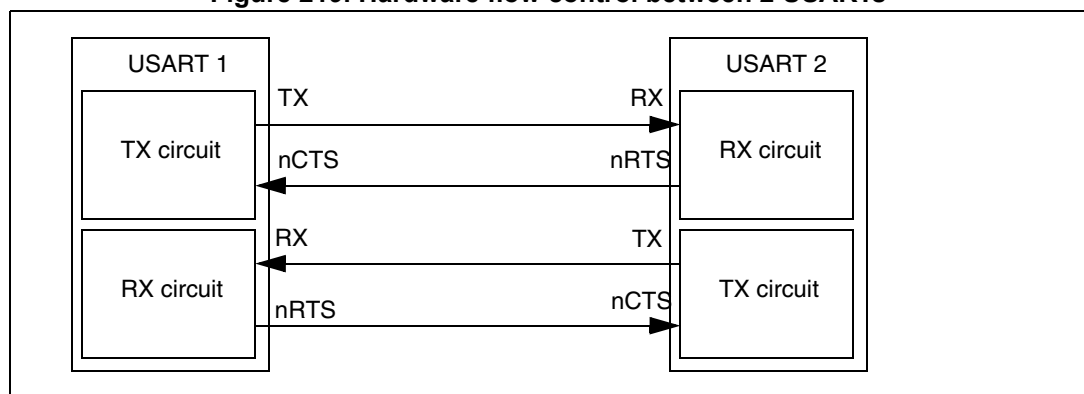 Figure Hardware flow control between 2 USARTs
USART 1 USART 2
TX RX
TX circuit RX circuit
nCTS nRTS
RX TX
RX circuit TX circuit
nRTS nCTS